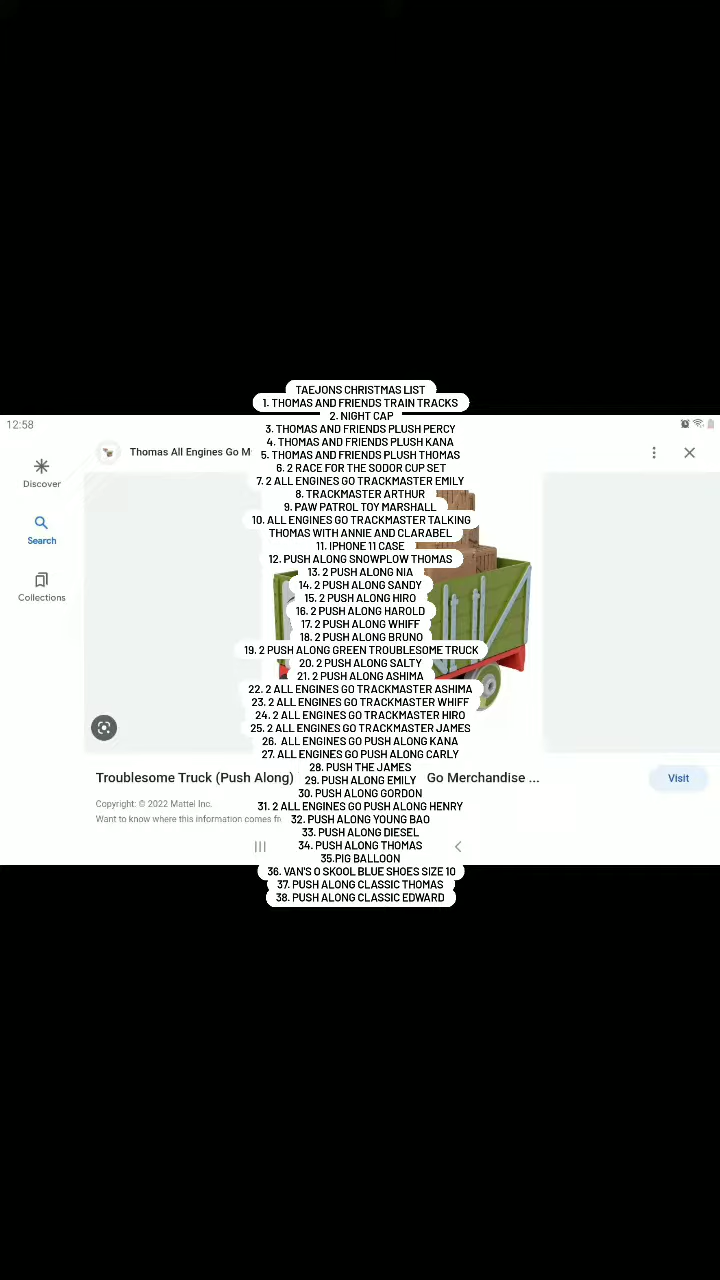 TAEJONS CHRISTMAS LIST
1. THOMAS AND FRIENDS TRAIN TRACKS
2. NIGHT CAP
3. THOMAS AND FRIENDS PLUSH PERCY
4. THOMAS AND FRIENDS PLUSH KANA
5. THOMAS AND FRIENDS PLUSH THOMAS
6. 2 RACE FOR THE SODOR CUP SET
7. 2 ALL ENGINES GO TRACKMASTER EMILY
8. TRACKMASTER ARTHUR
9. PAW PATROL TOY MARSHALL
10. ALL ENGINES GO TRACKMASTER TALKING
THOMAS WITH ANNIE AND CLARABEL
11. IPHONE 11 CASE
12. PUSH ALONG SNOWPLOW THOMAS
13. 2 PUSH ALONG NIA
14. 2 PUSH ALONG SANDY
15. 2 PUSH ALONG HIRO
16. 2 PUSH ALONG HAROLD
17. 2 PUSH ALONG WHIFF
18. 2 PUSH ALONG BRUNO
19. 2 PUSH ALONG GREEN TROUBLESOME TRUCK
20. 2 PUSH ALONG SALTY
21. 2 PUSH ALONG ASHIMA
22. 2 ALL ENGINES GO TRACKMASTER ASHIMA
23. 2 ALL ENGINES GO TRACKMASTER WHIFF
24. 2 ALL ENGINES GO TRACKMASTER HIRO
25. 2 ALL ENGINES GO TRACKMASTER JAMES
26. ALL ENGINES GO PUSH ALONG KANA
27. ALL ENGINES GO PUSH ALONG CARLY
28. PUSH THE JAMES
29. PUSH ALONG EMILY
30. PUSH ALONG GORDON
31. 2 ALL ENGINES GO PUSH ALONG HENRY
32. PUSH ALONG YOUNG BAO
33. PUSH ALONG DIESEL
34. PUSH ALONG THOMAS
35.PIG BALLOON
36. VAN'S O SKOOL BLUE SHOES SIZE 10
37. PUSH ALONG CLASSIC THOMAS
38. PUSH ALONG CLASSIC EDWARD
12:58
Thomas All Engines Go M
Discover
Search
Collections
Troublesome Truck (Push Along) Go Merchandise ...
Visit
Copyright: © 2022 Mattel Inc.
Want to know where this information comes